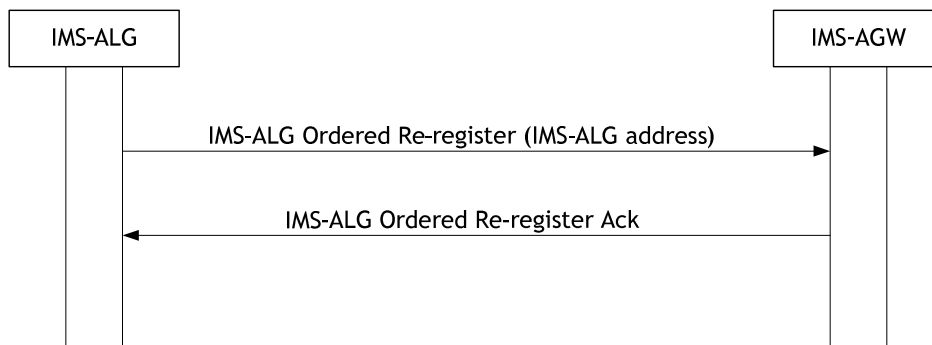 IMS-ALG
IMS-AGW
IMS-ALG Ordered Re-register (IMS-ALG address)
IMS-ALG Ordered Re-register Ack